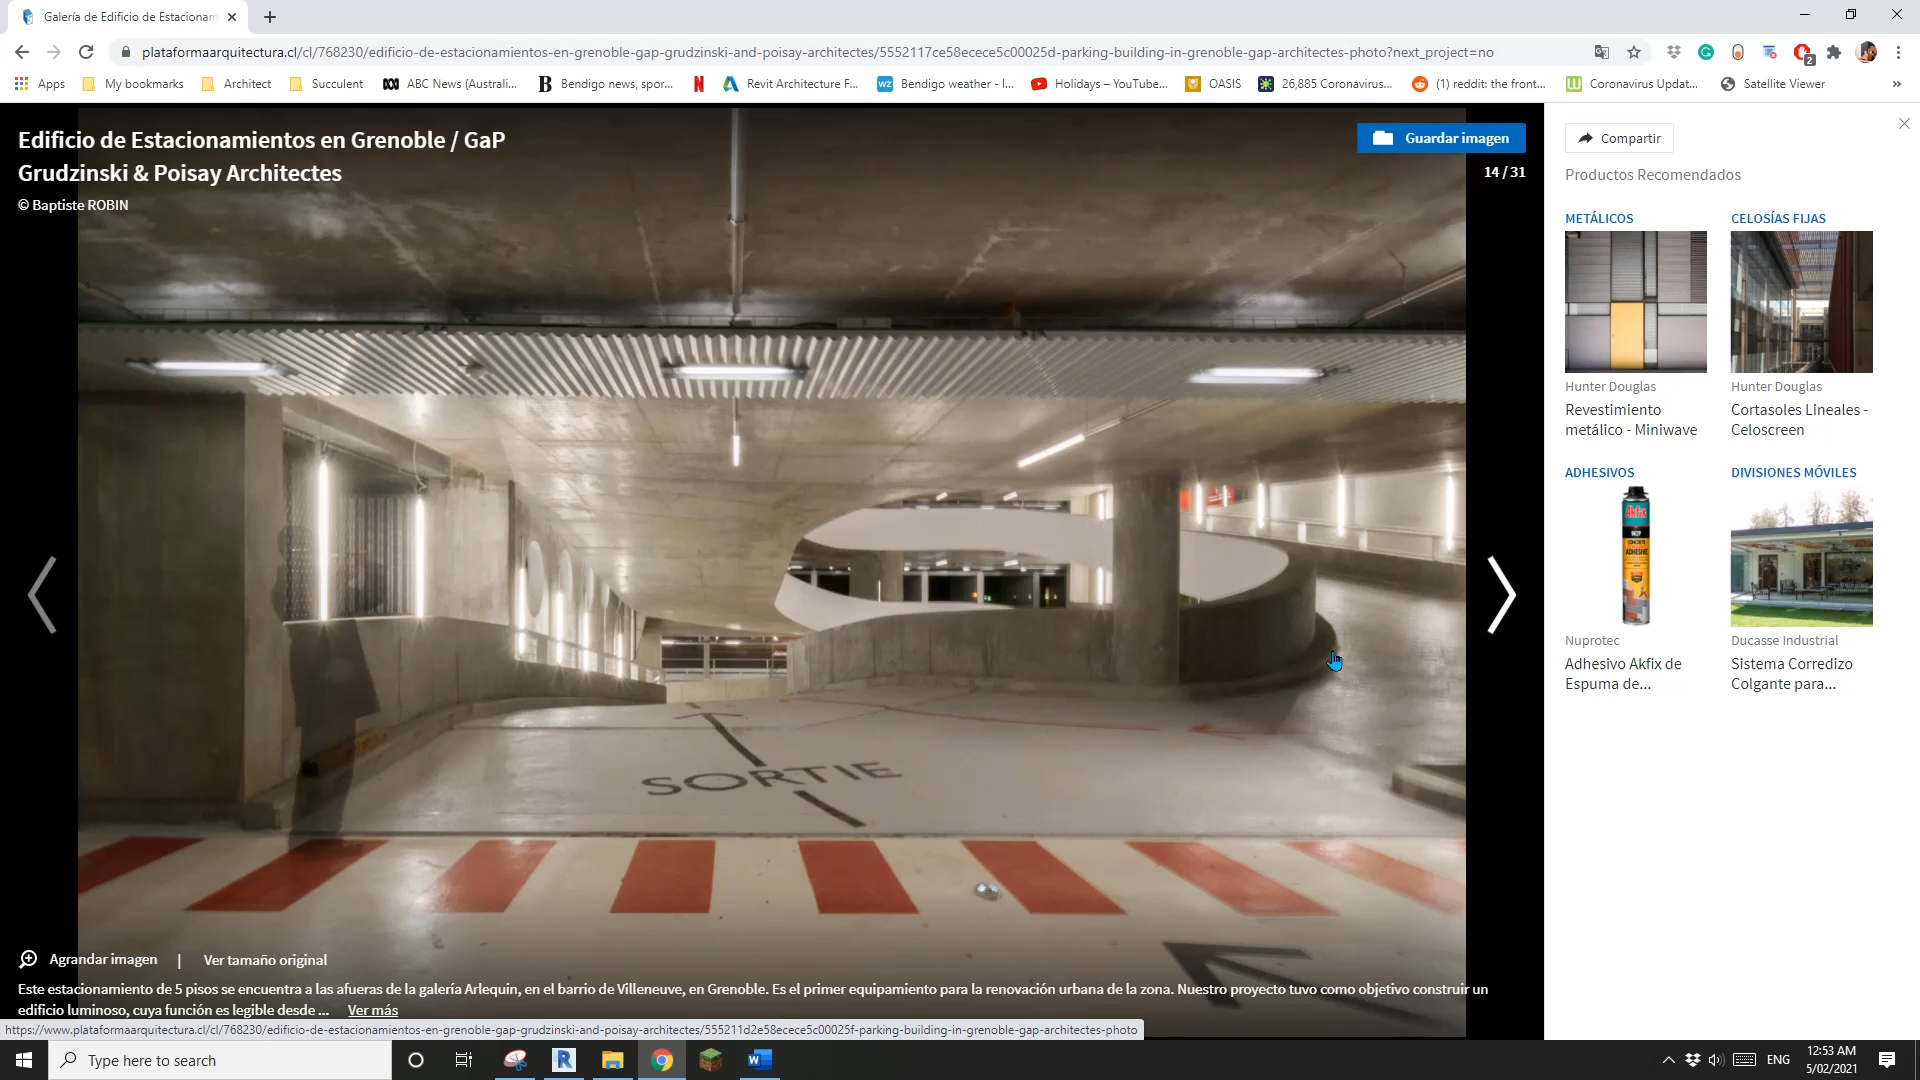 Galería de Edificio de Estacionam
plataformaarquitectura.cl/cl/768230/edificio-de-estacionamientos-en-grenoble-gap-grudzinski-and-poisay-architectes/5552117ce58ecece5c00025d-parking-building-in-grenoble-gap-architectes-photo?next_project=no
2
Apps My bookmarks Architect Succulent ABC News (Australi... Bendigo news, spor... Revit Architecture F... Bendigo weather - I... Holidays – YouTube... OASIS 26,885 Coronavirus... (1) reddit: the front... Coronavirus Updat... Satellite Viewer »
Edificio de Estacionamientos en Grenoble / GaP
Grudzinski & Poisay Architectes
© Baptiste ROBIN
Guardar imagen
14 / 31
SORTIE
Agrandar imagen | Ver tamaño original
Este estacionamiento de 5 pisos se encuentra a las afueras de la galería Arlequin, en el barrio de Villeneuve, en Grenoble. Es el primer equipamiento para la renovación urbana de la zona. Nuestro proyecto tuvo como objetivo construir un
edificio luminoso, cuya función es legible desde ... Ver más
https://www.plataformaarquitectura.cl/cl/768230/edificio-de-estacionamientos-en-grenoble-gap-grudzinski-and-poisay-architectes/555211d2e58ecece5c00025f-parking-building-in-grenoble-gap-architectes-photo
Compartir
Productos Recomendados
METÁLICOS
Hunter Douglas
Revestimiento
metálico - Miniwave
CELOSÍAS FIJAS
Hunter Douglas
Cortasoles Lineales -
Celoscreen
ADHESIVOS
Akfix
ADHESIVE
Nuprotec
Adhesivo Akfix de
Espuma de...
DIVISIONES MÓVILES
Ducasse Industrial
Sistema Corredizo
Colgante para...
Type here to search
ENG
12:53 AM
5/02/2021